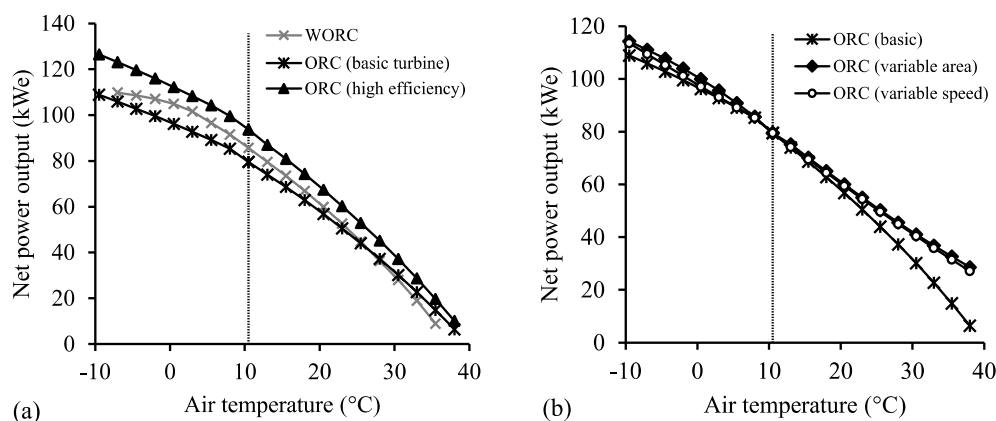 Net power output (kWe)
140
120
100
80
60
40
20
0
WORC
ORC (basic turbine)
ORC (high efficiency)
-10
0
10
20
30
40
Air temperature (°C)
(a)
Net power output (kWe)
120
100
80
60
40
20
0
ORC (basic)
ORC (variable area)
ORC (variable speed)
-10
0
10
20
30
40
Air temperature (°C)
(b)